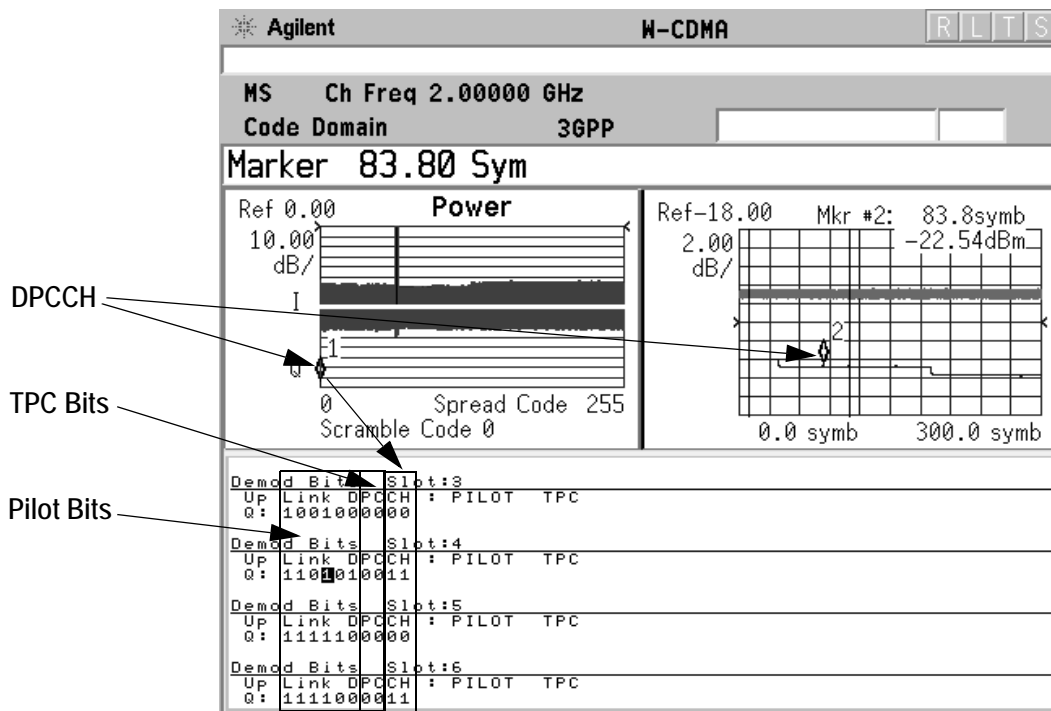 Agilent W-CDMA R L T S
MS Ch Freq 2.00000 GHz
Code Domain 3GPP
Marker 83.80 Sym
Ref 0.00 Power
10.00
dB/
I
1
Q
0 Spread Code 255
Scramble Code 0
Ref-18.00 Mkr #2: 83.8symb
2.00 -22.54dBm
dB/
2
0.0 symb 300.0 symb
DPCCH
TPC Bits
Pilot Bits
Demod Bits Slot:3
Up Link DPCCH : PILOT TPC
Q: 1001000000
Demod Bits Slot:4
Up Link DPCCH : PILOT TPC
Q: 1101010011
Demod Bits Slot:5
Up Link DPCCH : PILOT TPC
Q: 1111100000
Demod Bits Slot:6
Up Link DPCCH : PILOT TPC
Q: 1111000011